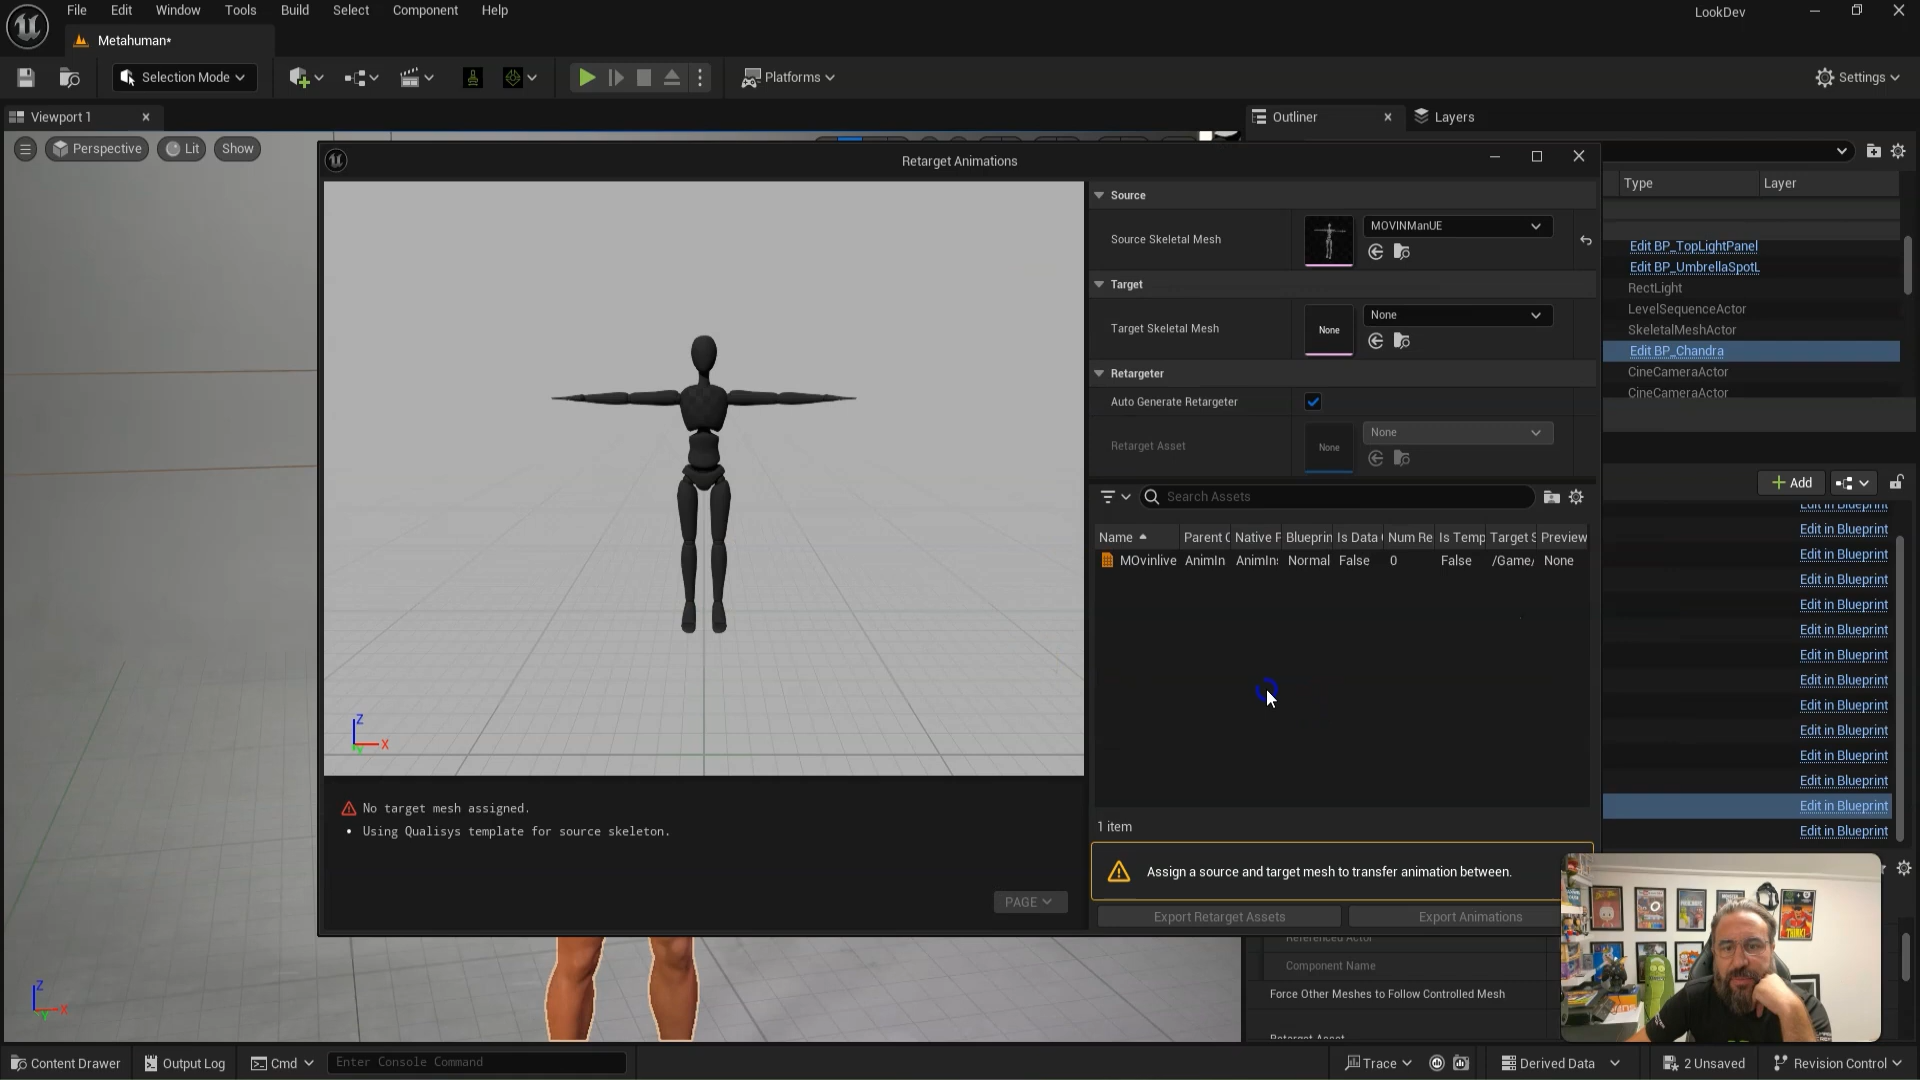 File Edit Window Tools Build Select Component Help
LookDev
Metahuman*
Selection Mode
Platforms
Settings
Viewport 1
Outliner
Layers
Perspective
Lit
Show
Retarget Animations
Type
Layer
Source
Source Skeletal Mesh
MOVINManUE
Target
Target Skeletal Mesh
None
None
Retargeter
Auto Generate Retargeter
Retarget Asset
None
None
Search Assets
Name Parent C Native P Blueprin Is Data Num Re Is Temp Target S Preview
MOvinlive AnimIn AnimIn Normal False 0 False /Game/ None
1 item
Assign a source and target mesh to transfer animation between.
Export Retarget Assets
Export Animations
No target mesh assigned.
• Using Qualisys template for source skeleton.
PAGE
Edit BP_TopLightPanel
Edit BP_UmbrellaSpotL
RectLight
LevelSequenceActor
SkeletalMeshActor
Edit BP_Chandra
CineCameraActor
CineCameraActor
Add
Edit in Blueprint
Edit in Blueprint
Edit in Blueprint
Edit in Blueprint
Edit in Blueprint
Edit in Blueprint
Edit in Blueprint
Edit in Blueprint
Edit in Blueprint
Edit in Blueprint
Edit in Blueprint
Edit in Blueprint
Edit in Blueprint
Edit in Blueprint
Referenced Actor
Component Name
Force Other Meshes to Follow Controlled Mesh
Retarget Asset
Z
X
Z
X
Y
Content Drawer
Output Log
Cmd
Enter Console Command
Trace
Derived Data
2 Unsaved
Revision Control